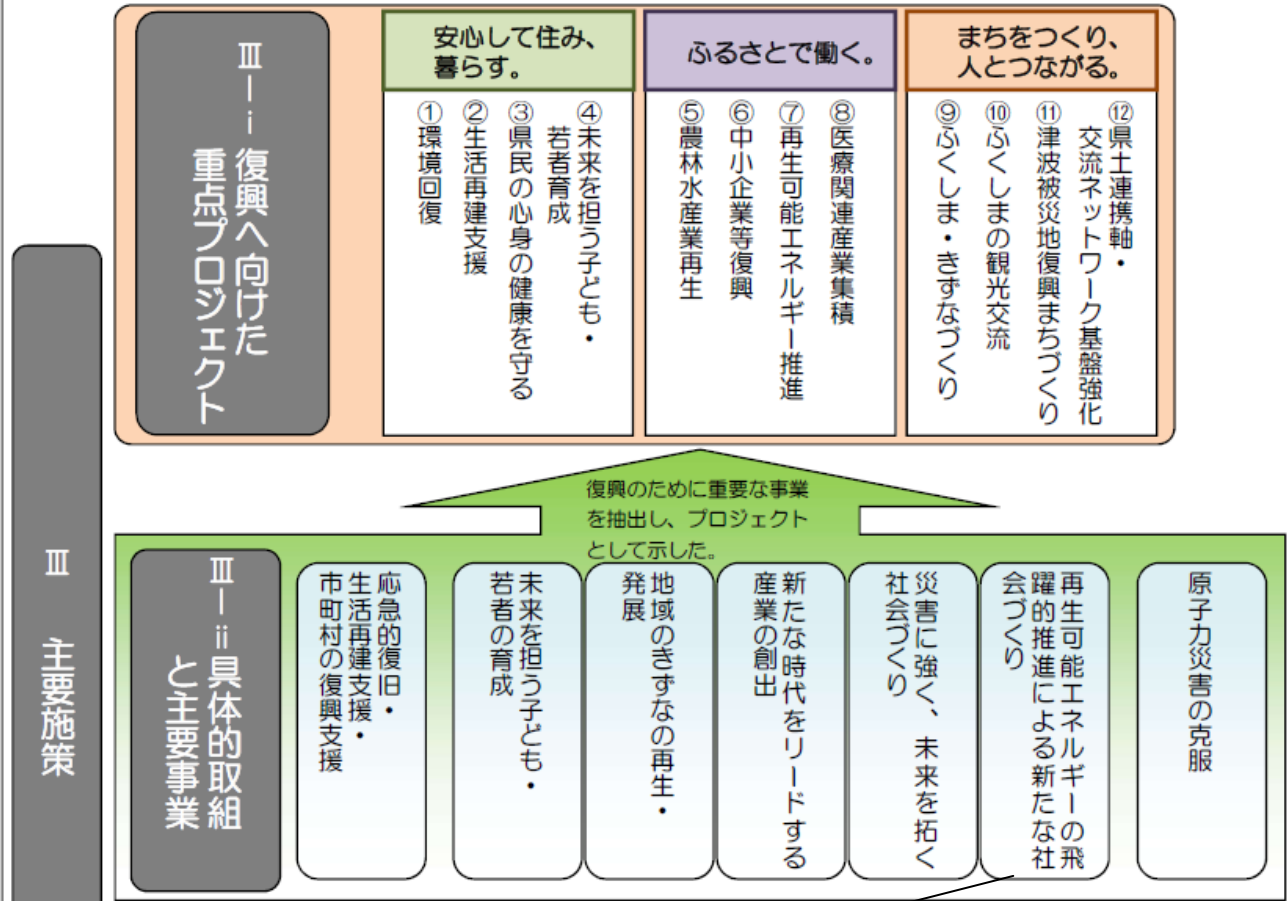 Ⅲ 主要施策
Ⅲーⅰ復興へ向けた
重点プロジェクト
安心して住み、
暮らす。
①環境回復
②生活再建支援
③県民の心身の健康を守る
④未来を担う子ども・
若者育成
ふるさとで働く。
⑤農林水産業再生
⑥中小企業等復興
⑦再生可能エネルギー推進
⑧医療関連産業集積
まちをつくり、
人とつながる。
⑨ふくしま・きずなづくり
⑩ふくしまの観光交流
⑪津波被災地復興まちづくり
⑫県土連携軸・
交流ネットワーク基盤強化
復興のために重要な事業
を抽出し、プロジェクト
として示した。
Ⅲーⅱ具体的取組
と主要事業
応急的復旧・
生活再建支援・
市町村の復興支援
未来を担う子ども・
若者の育成
地域のきずなの再生・
発展
新たな時代をリードする
産業の創出
災害に強く、未来を拓く
社会づくり
再生可能エネルギーの飛
躍的推進による新たな社
会づくり
原子力災害の克服